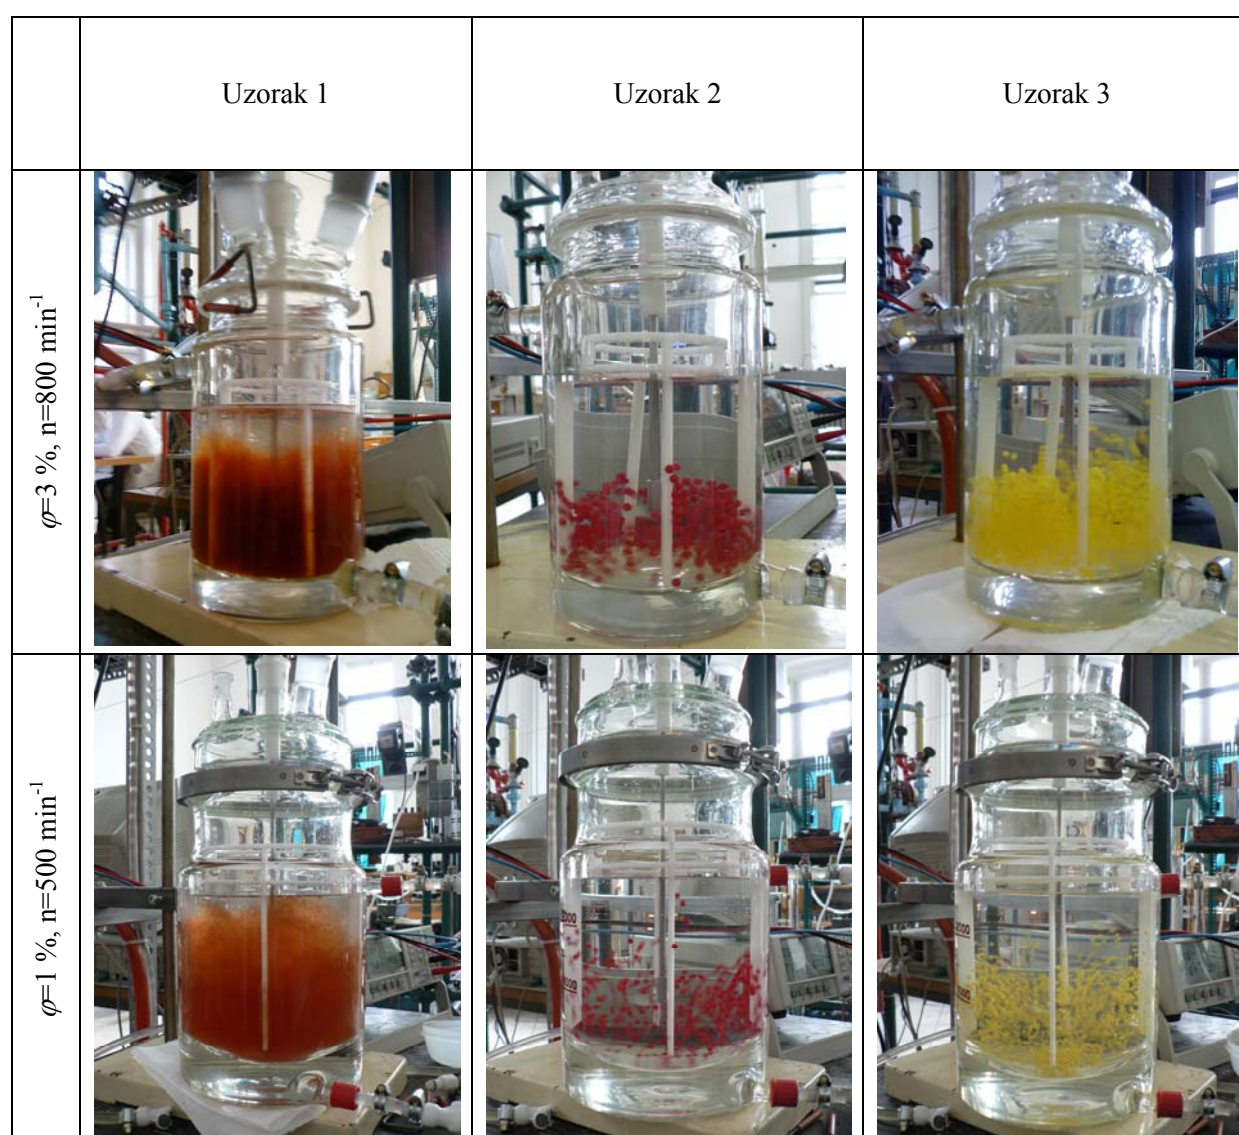 Uzorak 1
Uzorak 2
Uzorak 3
φ=3 %, n=800 min⁻¹
φ=1 %, n=500 min⁻¹